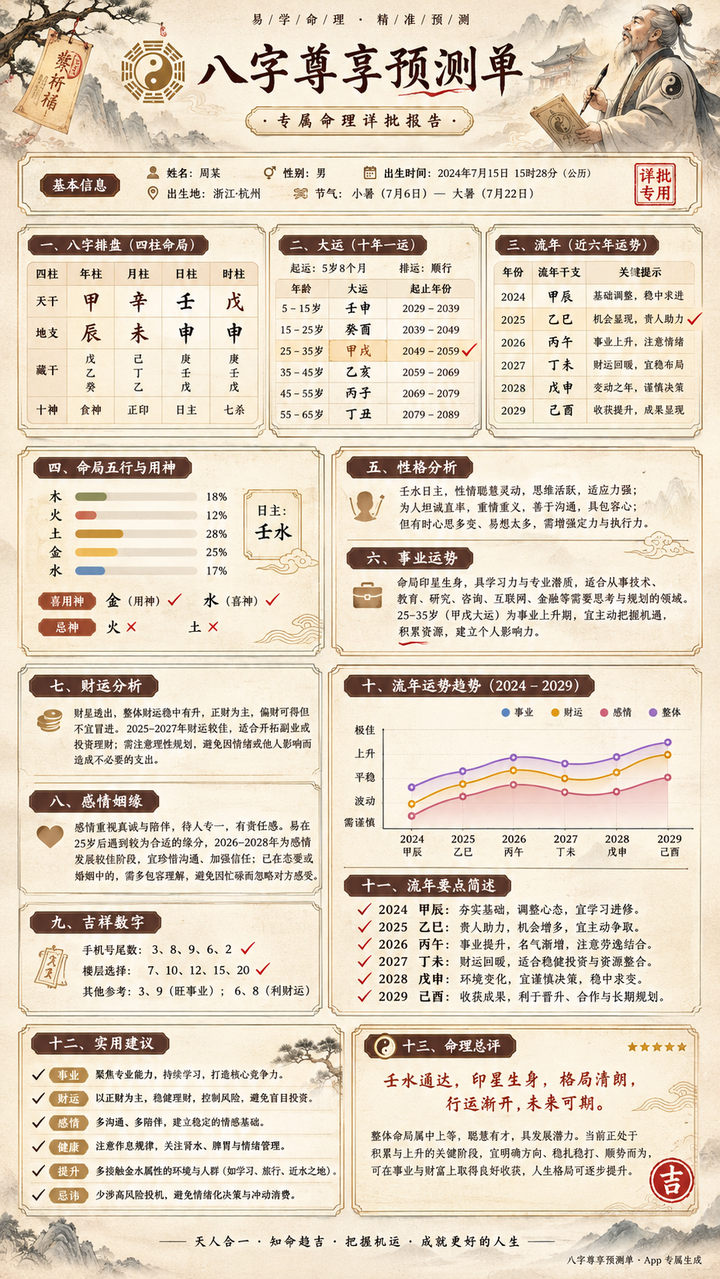 易/学/命/理 · 精/准/预/测
祈福
八字尊享预测单
· 专属命理详批报告 ·
基本信息
姓名：周某 性别：男 出生时间：2024年7月15日 15时28分（公历）
出生地：浙江·杭州 节气：小暑（7月6日）— 大暑（7月22日）
详批
专用
一、八字排盘（四柱命局）
四柱 年柱 月柱 日柱 时柱
天干 甲 辛 壬 戊
地支 辰 未 申 申
藏干 戊 己 庚 庚
乙 丁 壬 壬
癸 乙 戊 戊
十神 食神 正印 日主 七杀
二、大运（十年一运）
起运：5岁8个月 排运：顺行
年龄 大运 起止年份
5－15岁 壬申 2029－2039
15－25岁 癸酉 2039－2049
25－35岁 甲戌 2049－2059
35－45岁 乙亥 2059－2069
45－55岁 丙子 2069－2079
55－65岁 丁丑 2079－2089
三、流年（近六年运势）
年份 流年干支 关键提示
2024 甲辰 基础调整，稳中求进
2025 乙巳 机会显现，贵人助力
2026 丙午 事业上升，注意情绪
2027 丁未 财运回暖，宜稳布局
2028 戊申 变动之年，谨慎决策
2029 己酉 收获提升，成果显现
四、命局五行与用神
木 18%
火 12%
土 28%
金 25%
水 17%
日主：
壬水
喜用神 金（用神） 水（喜神）
忌神 火 土
五、性格分析
壬水日主，性情聪慧灵动，思维活跃，适应力强；
为人坦诚直率，重情重义，善于沟通，具包容心；
但有时心思多变、易想太多，需增强定力与执行力。
六、事业运势
命局印星生身，具学习力与专业潜质，适合从事技术、
教育、研究、咨询、互联网、金融等需要思考与规划的领域。
25-35岁（甲戌大运）为事业上升期，宜主动把握机遇，
积累资源，建立个人影响力。
七、财运分析
财星透出，整体财运稳中有升，正财为主，偏财可得但
不宜冒进。2025-2027年财运较佳，适合开拓副业或
投资理财；需注意理性规划，避免因情绪或他人影响而
造成不必要的支出。
八、感情姻缘
感情重视真诚与陪伴，待人专一，有责任感。易在
25岁后遇到较为合适的缘分，2026-2028年为感情
发展较佳阶段，宜珍惜沟通、加强信任；已在恋爱或
婚姻中的，需多包容理解，避免因忙碌而忽略对方感受。
九、吉祥数字
手机号尾数： 3、8、9、6、2
楼层选择： 7、10、12、15、20
其他参考：3、9（旺事业）；6、8（利财运）
十、流年运势趋势（2024－2029）
事业 财运 感情 整体
极佳
上升
平稳
波动
需谨慎
2024 2025 2026 2027 2028 2029
甲辰 乙巳 丙午 丁未 戊申 己酉
十一、流年要点简述
2024 甲辰：夯实基础，调整心态，宜学习进修。
2025 乙巳：贵人助力，机会增多，宜主动争取。
2026 丙午：事业提升，名气渐增，注意劳逸结合。
2027 丁未：财运回暖，适合稳健投资与资源整合。
2028 戊申：环境变化，宜谨慎决策，稳中求变。
2029 己酉：收获成果，利于晋升、合作与长期规划。
十二、实用建议
事业 聚焦专业能力，持续学习，打造核心竞争力。
财运 以正财为主，稳健理财，控制风险，避免盲目投资。
感情 多沟通、多陪伴，建立稳定的情感基础。
健康 注意作息规律，关注肾水、脾胃与情绪管理。
提升 多接触金水属性的环境与人群（如学习、旅行、近水之地）。
忌讳 少涉高风险投机，避免情绪化决策与冲动消费。
十三、命理总评
壬水通达，印星生身，格局清朗，
行运渐开，未来可期。
整体命局属中上等，聪慧有才，具发展潜力。当前正处于
积累与上升的关键阶段，宜明确方向、稳扎稳打、顺势而为，
可在事业与财富上取得良好收获，人生格局可逐步提升。
吉
天人合一 · 知命趋吉 · 把握机运 · 成就更好的人生
八字尊享预测单 · App 专属生成